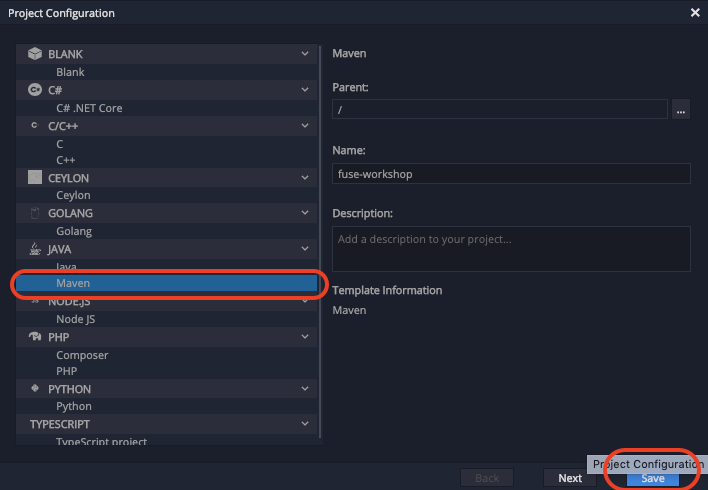 Project Configuration
BLANK
Blank
C#
C# .NET Core
C/C++
C
C++
CEYLON
Ceylon
GOLANG
Golang
JAVA
Java
Maven
NODE.JS
Node JS
PHP
Composer
PHP
PYTHON
Python
TYPESCRIPT
TypeScript project
Maven
Parent:
/
...
Name:
fuse-workshop
Description:
Add a description to your project...
Template Information
Maven
Project Configuration
Back
Next
Save